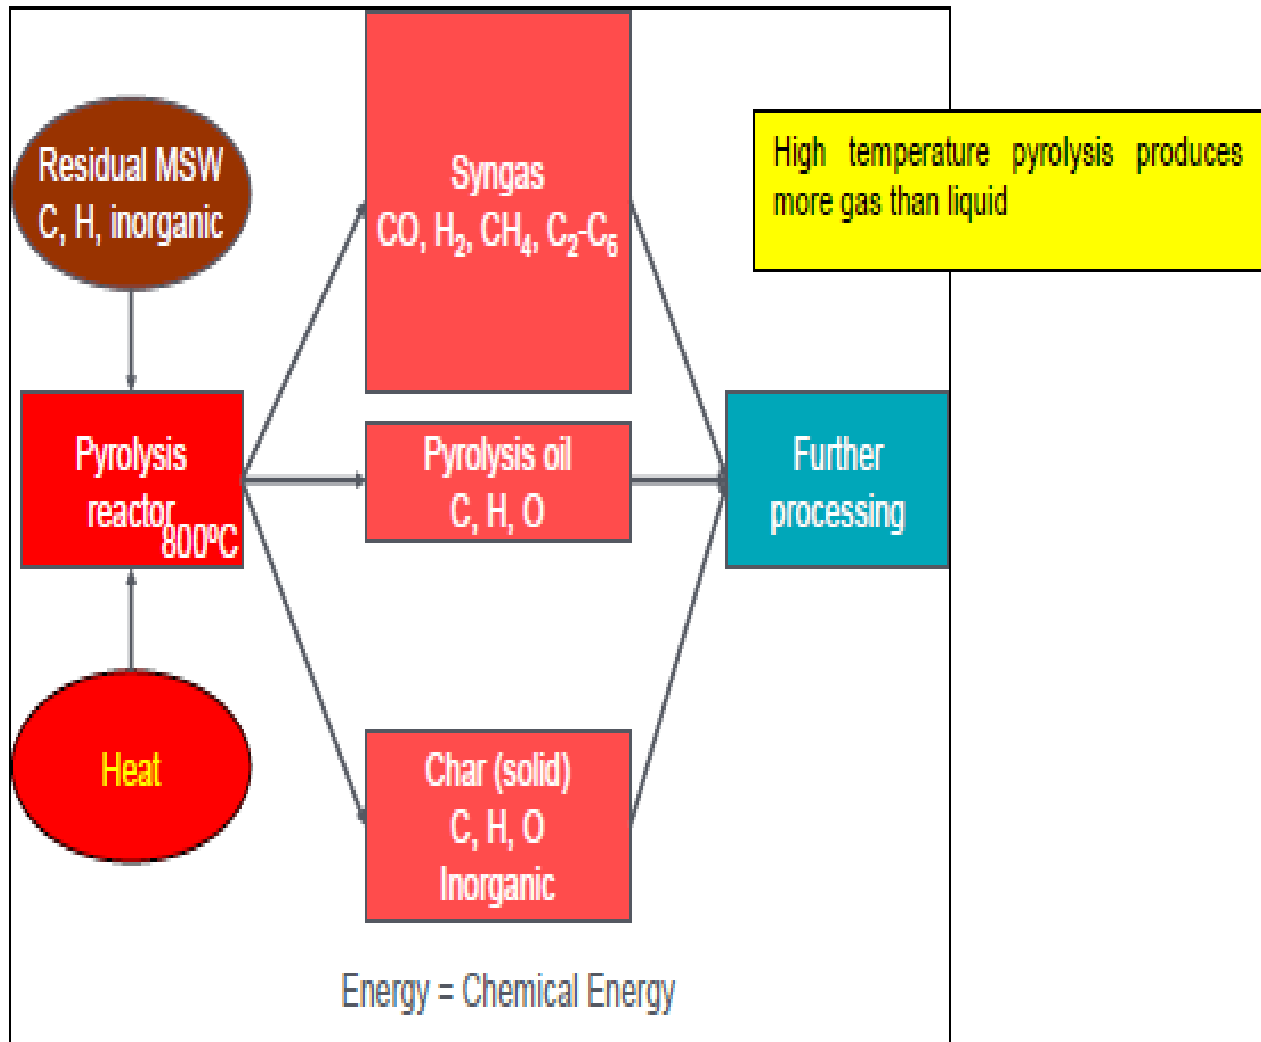 Residual MSW
C, H, inorganic
Pyrolysis
reactor
800ºC
Heat
Syngas
CO, H₂, CH₄, C₂-C₆
Pyrolysis oil
C, H, O
Char (solid)
C, H, O
Inorganic
Further
processing
High temperature pyrolysis produces
more gas than liquid
Energy = Chemical Energy